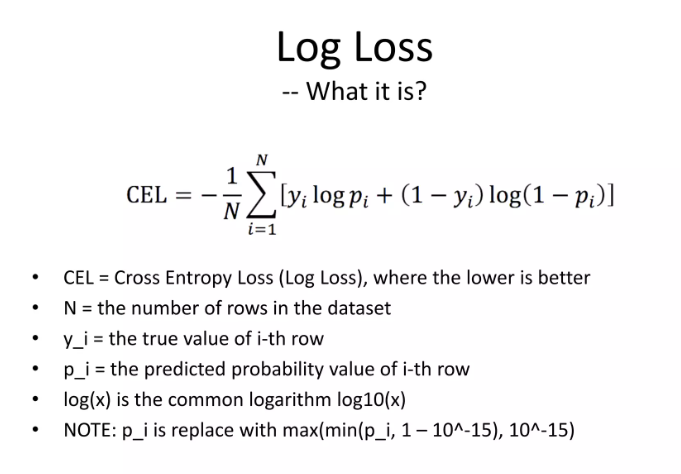 Log Loss
-- What it is?
CEL = −\frac{1}{N}\sum_{i=1}^{N}[y_i log p_i + (1 − y_i) log(1 − p_i)]
• CEL = Cross Entropy Loss (Log Loss), where the lower is better
• N = the number of rows in the dataset
• y_i = the true value of i-th row
• p_i = the predicted probability value of i-th row
• log(x) is the common logarithm log10(x)
• NOTE: p_i is replace with max(min(p_i, 1 – 10^-15), 10^-15)